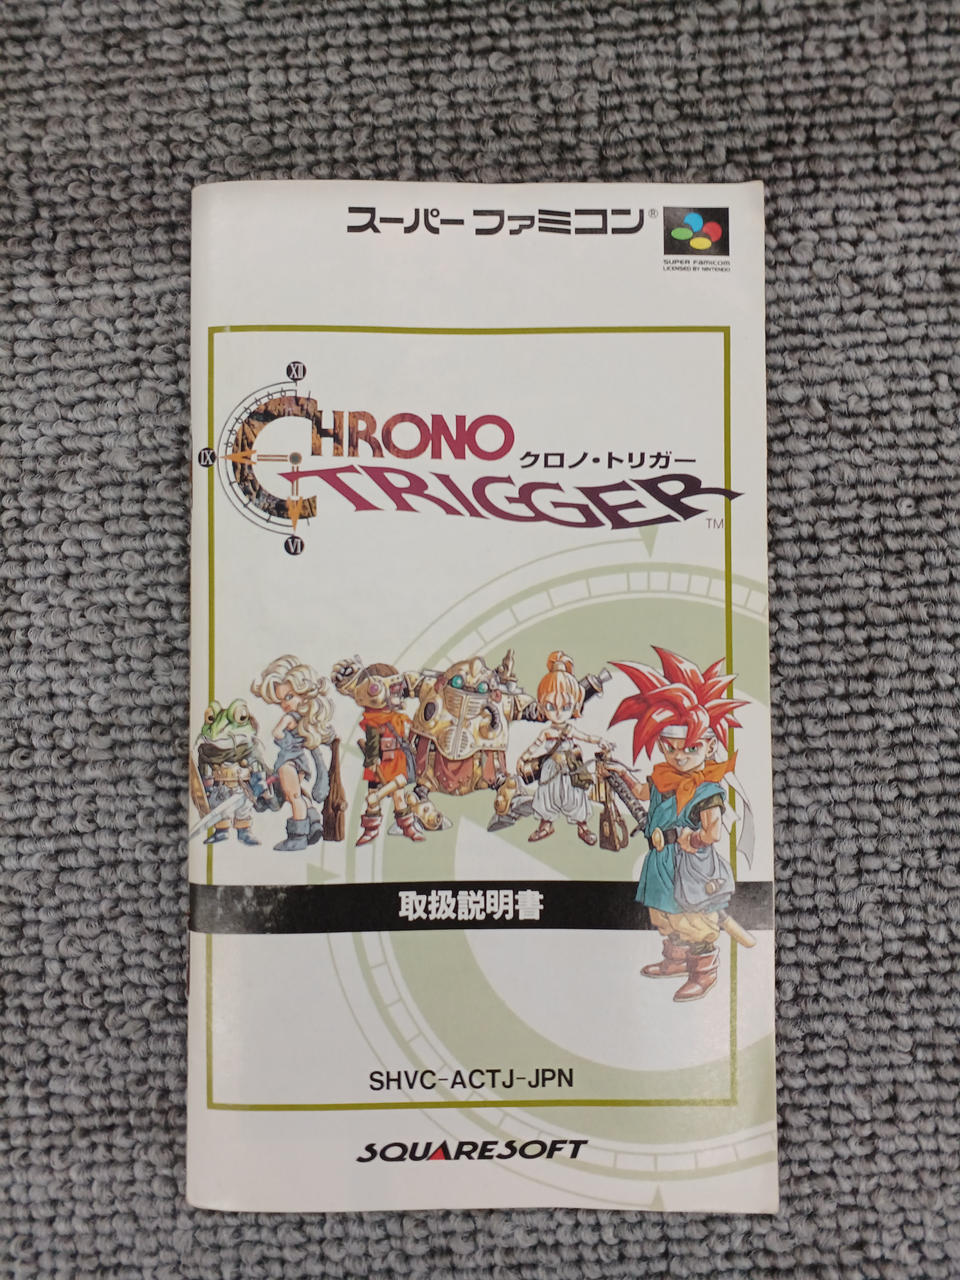 スーパーファミコン®
SUPER FAMICOM
LICENSED BY NINTENDO
XII
CHRONO
IX
クロノ・トリガー
TRIGGER
TM
VI
取扱説明書
SHVC-ACTJ-JPN
SQUARESOFT